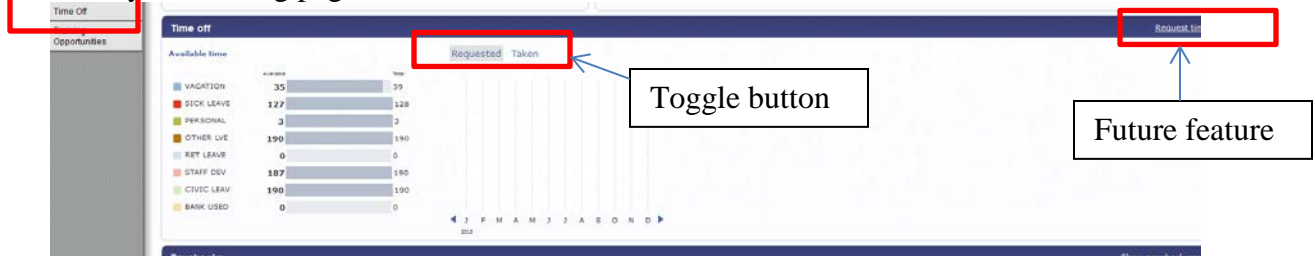 Time Off
Opportunities
Time off
Request
Available time
Requested Taken
Available
VACATION 35 39
SICK LEAVE 127 128
PERSONAL 3 3
OTHER LVE 190 190
RET LEAVE 0 0
STAFF DEV 187 190
CIVIC LEAV 190 190
BANK USED 0 0
J F M A M J J A S O N D
2013
Toggle button
Future feature